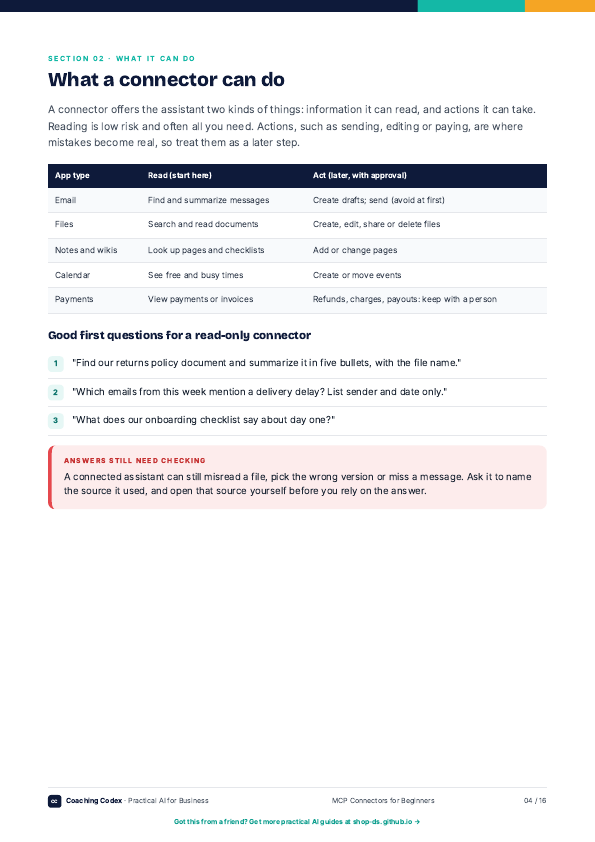 SECTION 02 · WHAT IT CAN DO
What a connector can do
A connector offers the assistant two kinds of things: information it can read, and actions it can take.
Reading is low risk and often all you need. Actions, such as sending, editing or paying, are where
mistakes become real, so treat them as a later step.
App type Read (start here) Act (later, with approval)
Email Find and summarize messages Create drafts; send (avoid at first)
Files Search and read documents Create, edit, share or delete files
Notes and wikis Look up pages and checklists Add or change pages
Calendar See free and busy times Create or move events
Payments View payments or invoices Refunds, charges, payouts: keep with a person
Good first questions for a read-only connector
1 "Find our returns policy document and summarize it in five bullets, with the file name."
2 "Which emails from this week mention a delivery delay? List sender and date only."
3 "What does our onboarding checklist say about day one?"
ANSWERS STILL NEED CHECKING
A connected assistant can still misread a file, pick the wrong version or miss a message. Ask it to name
the source it used, and open that source yourself before you rely on the answer.
cc Coaching Codex · Practical AI for Business MCP Connectors for Beginners 04 / 16
Got this from a friend? Get more practical AI guides at shop-ds.github.io →